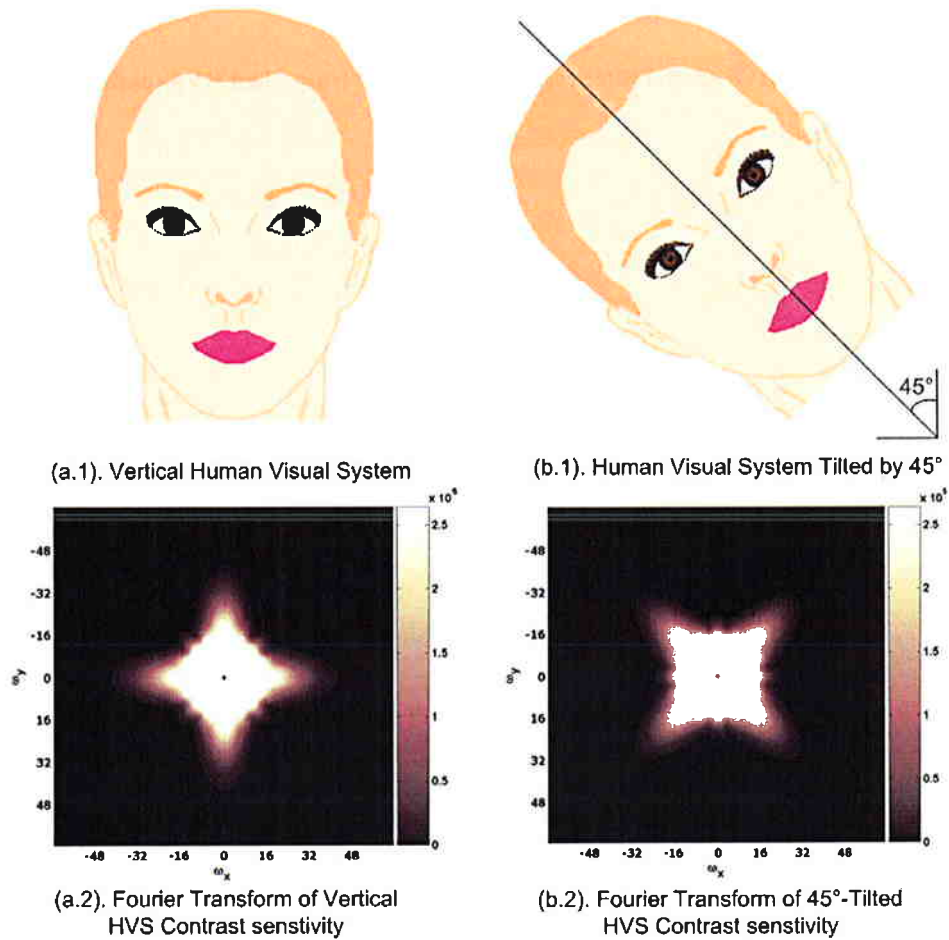 45°
(a.1). Vertical Human Visual System
(b.1). Human Visual System Tilted by 45°
x 10⁵
2.5
2
1.5
1
0.5
0
-48
-32
-16
0
16
32
48
ωy
-48 -32 -16 0 16 32 48
ωx
x 10⁵
2.5
2
1.5
1
0.5
0
-48
-32
-16
0
16
32
48
ωy
-48 -32 -16 0 16 32 48
ωx
(a.2). Fourier Transform of Vertical
HVS Contrast senstivity
(b.2). Fourier Transform of 45°-Tilted
HVS Contrast senstivity